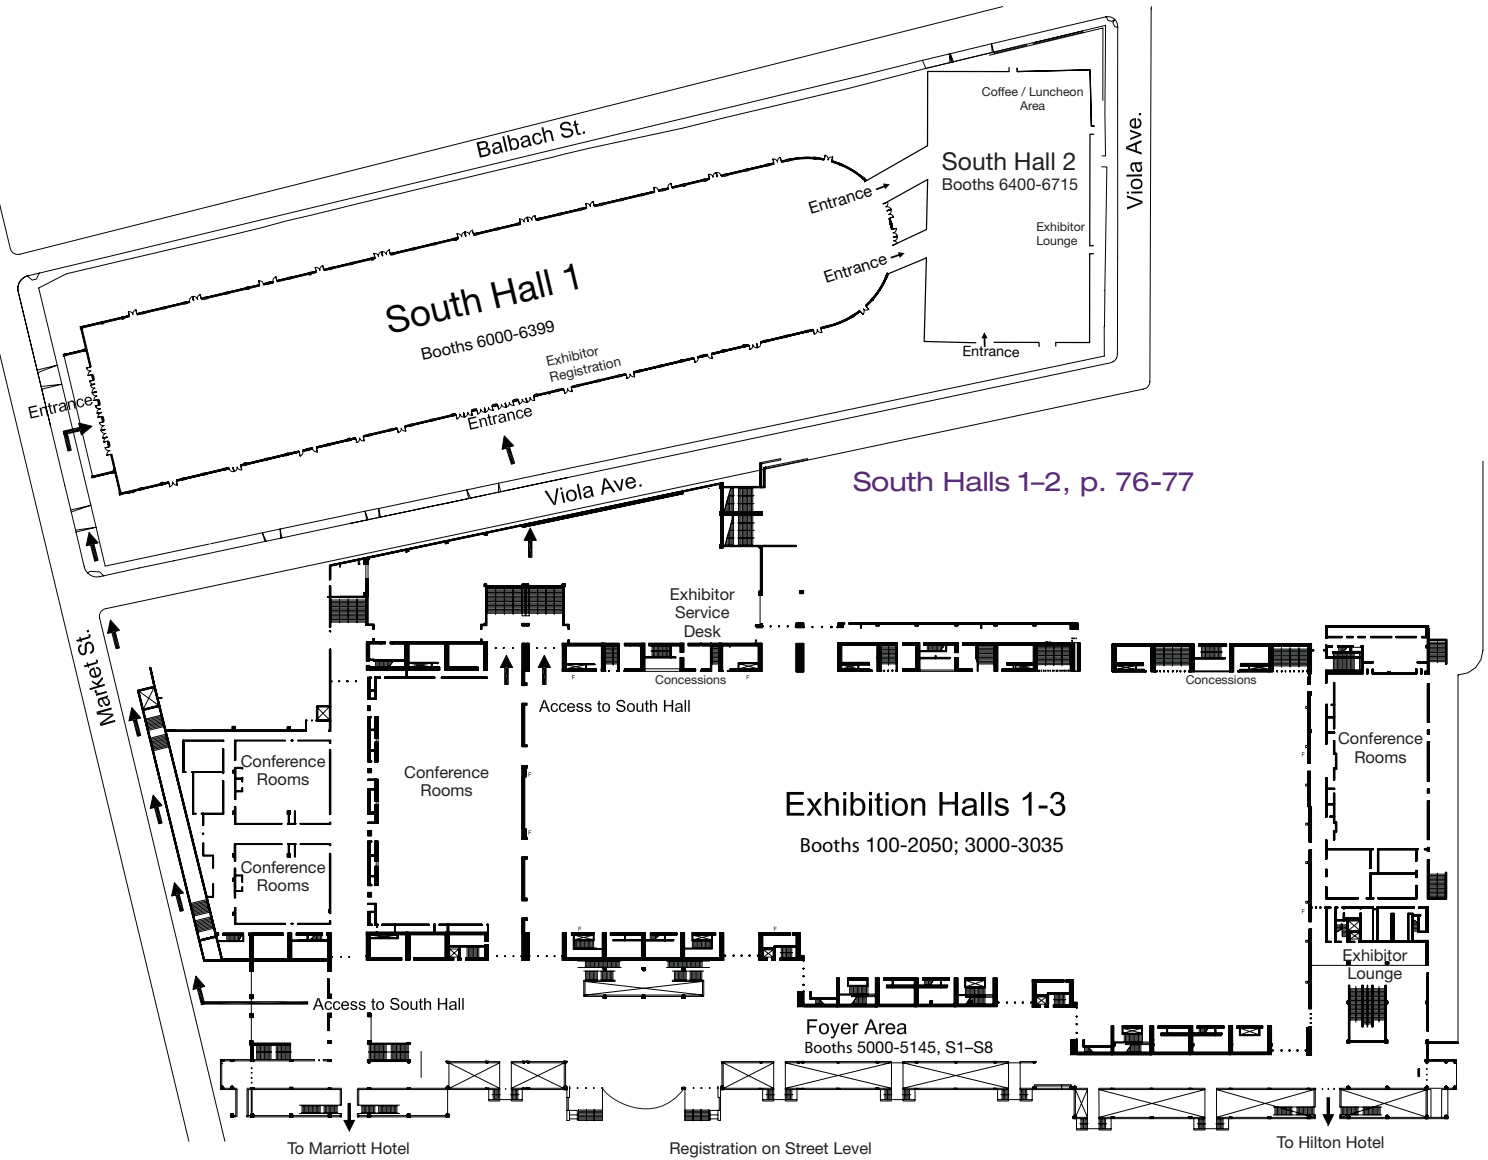 Balbach St.
Coffee / Luncheon
Area
South Hall 2
Booths 6400-6715
Viola Ave.
Entrance
Exhibitor
Lounge
Entrance
South Hall 1
Booths 6000-6399
Exhibitor
Registration
Entrance
Entrance
Entrance
South Halls 1–2, p. 76-77
Viola Ave.
Exhibitor
Service
Desk
Market St.
F
F
Concessions
Concessions
Access to South Hall
Conference
Rooms
Conference
Rooms
Conference
Rooms
F
F
Exhibition Halls 1-3
Booths 100-2050; 3000-3035
F
Conference
Rooms
F
F
F
Exhibitor
Lounge
Access to South Hall
Foyer Area
Booths 5000-5145, S1–S8
To Marriott Hotel
Registration on Street Level
To Hilton Hotel